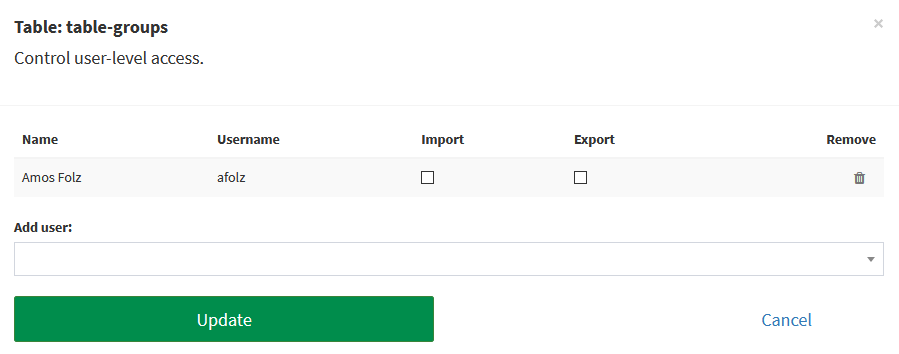 Table: table-groups ×
Control user-level access.
Name Username Import Export Remove
Amos Folz afolz
Add user:
Update Cancel